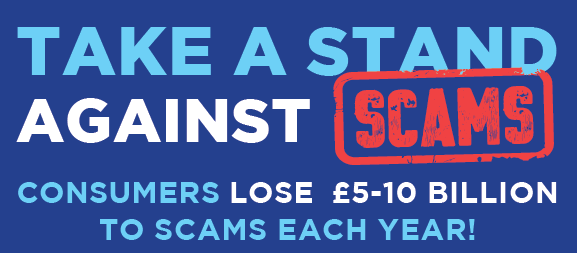 TAKE A STAND
AGAINST SCAMS
CONSUMERS LOSE £5-10 BILLION
TO SCAMS EACH YEAR!